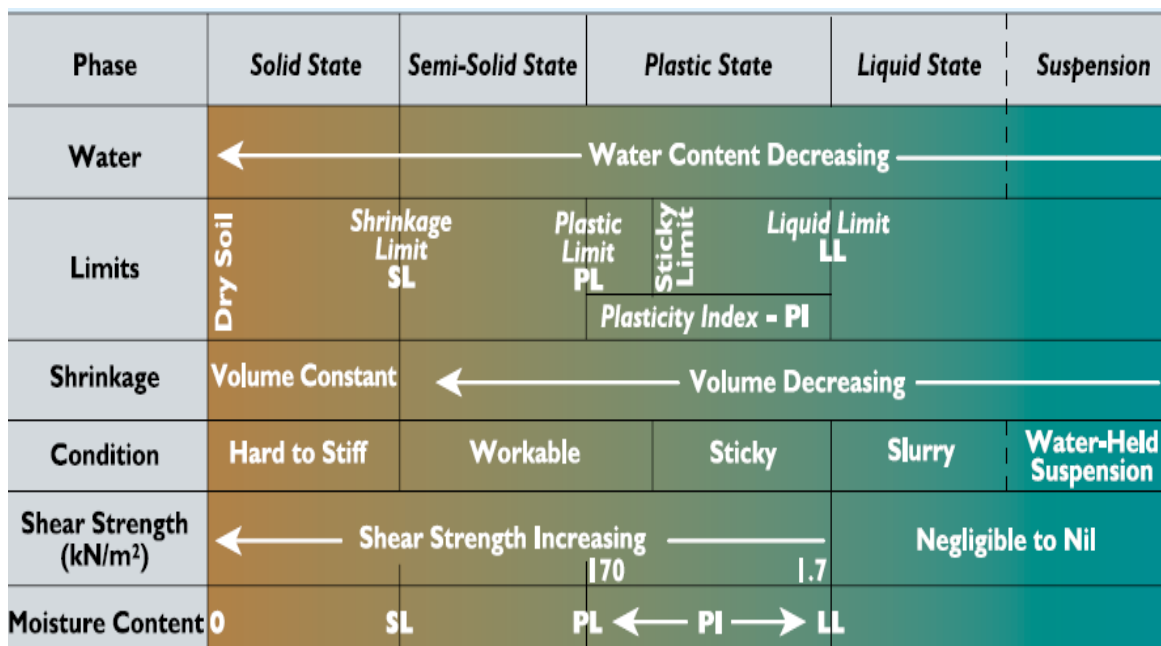 Phase Solid State Semi-Solid State Plastic State Liquid State Suspension
Water Water Content Decreasing
Limits
Dry Soil
Shrinkage
Limit
SL
Plastic
Limit
PL
Sticky
Limit
Liquid Limit
LL
Plasticity Index - PI
Shrinkage Volume Constant Volume Decreasing
Condition Hard to Stiff Workable Sticky Slurry
Water-Held
Suspension
Shear Strength
(kN/m²)
Shear Strength Increasing
170 1.7
Negligible to Nil
Moisture Content 0 SL PL PI LL